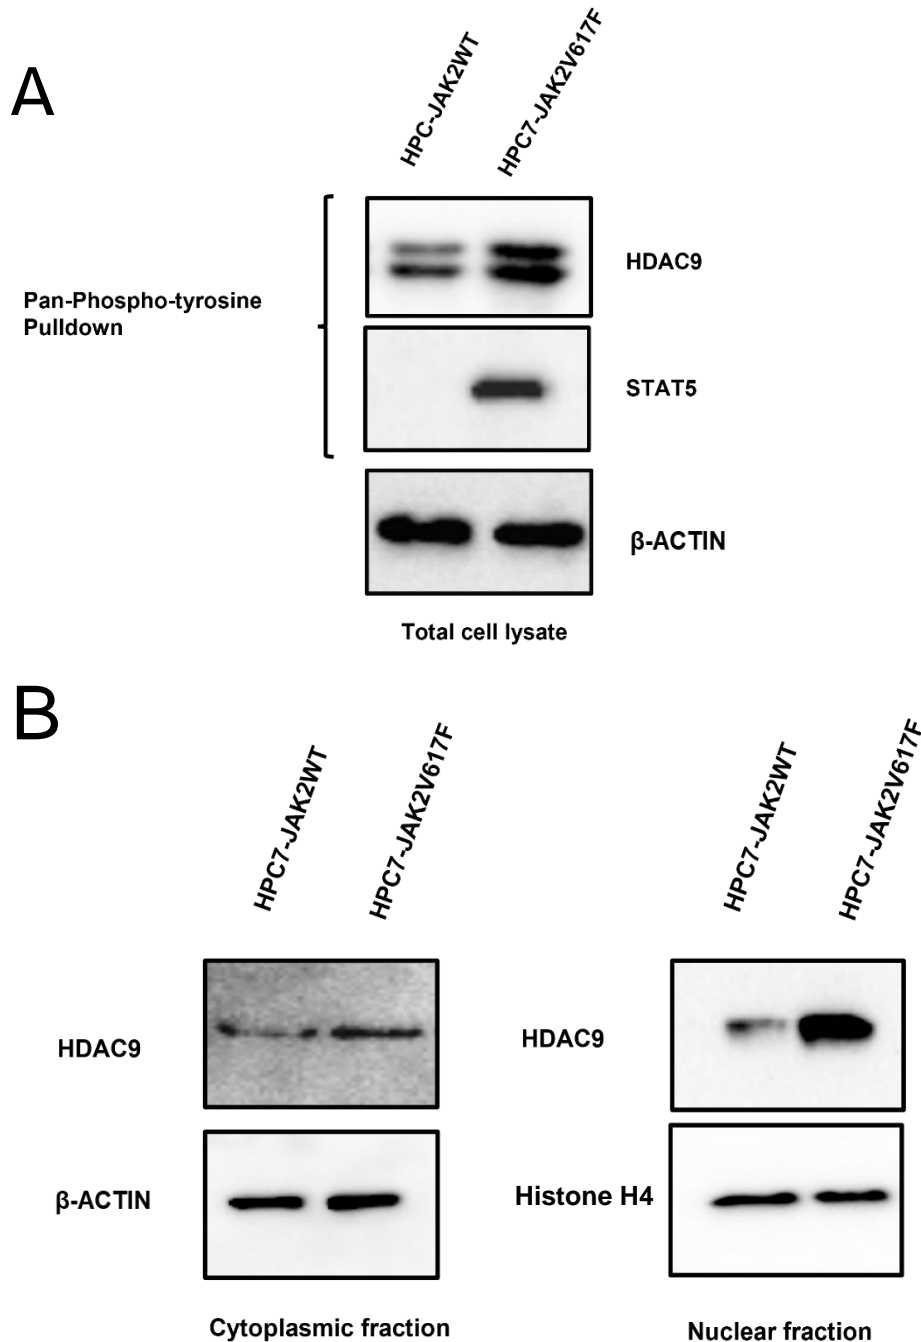 A
HPC-JAK2WT
HPC7-JAK2V617F
Pan-Phospho-tyrosine
Pulldown
HDAC9
STAT5
β-ACTIN
Total cell lysate
B
HPC7-JAK2WT
HPC7-JAK2V617F
HPC7-JAK2WT
HPC7-JAK2V617F
HDAC9
HDAC9
β-ACTIN
Histone H4
Cytoplasmic fraction
Nuclear fraction